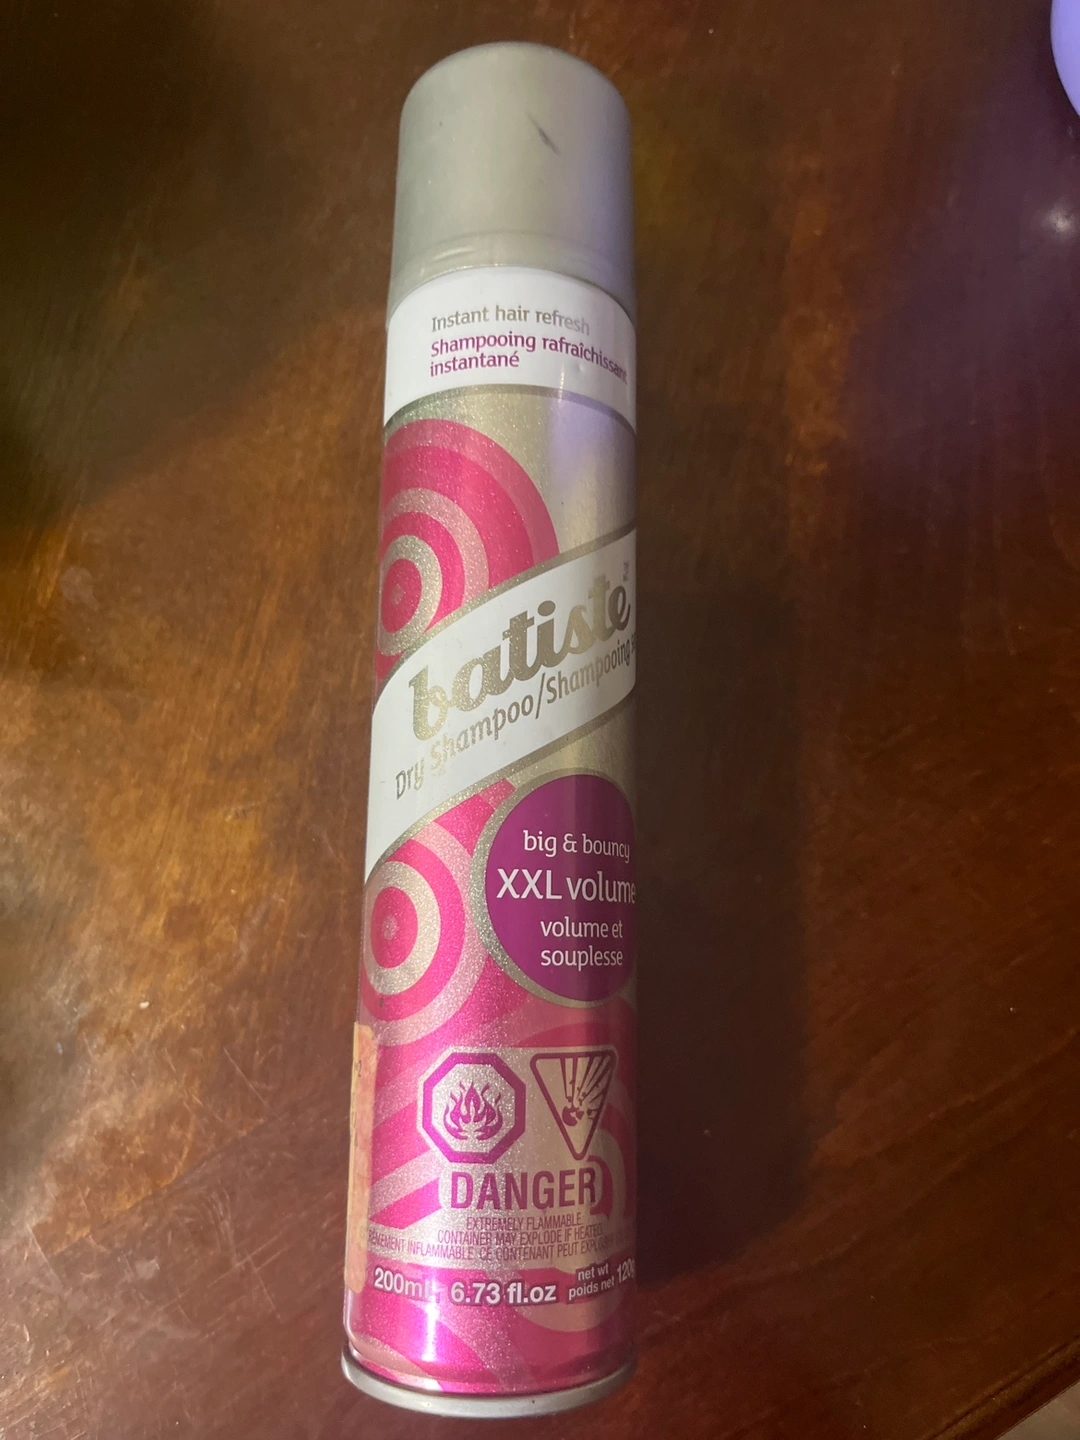 Instant hair refresh
Shampooing rafraîchissant
instantané
batiste
Dry Shampoo/Shampooing
big & bouncy
XXL volume
volume et
souplesse
DANGER
EXTREMELY FLAMMABLE
CONTAINER MAY EXPLODE IF HEATED
INFLAMMABLE. CE CONTENANT PEUT
200mL 6.73 fl.oz net wt
poids net 120g